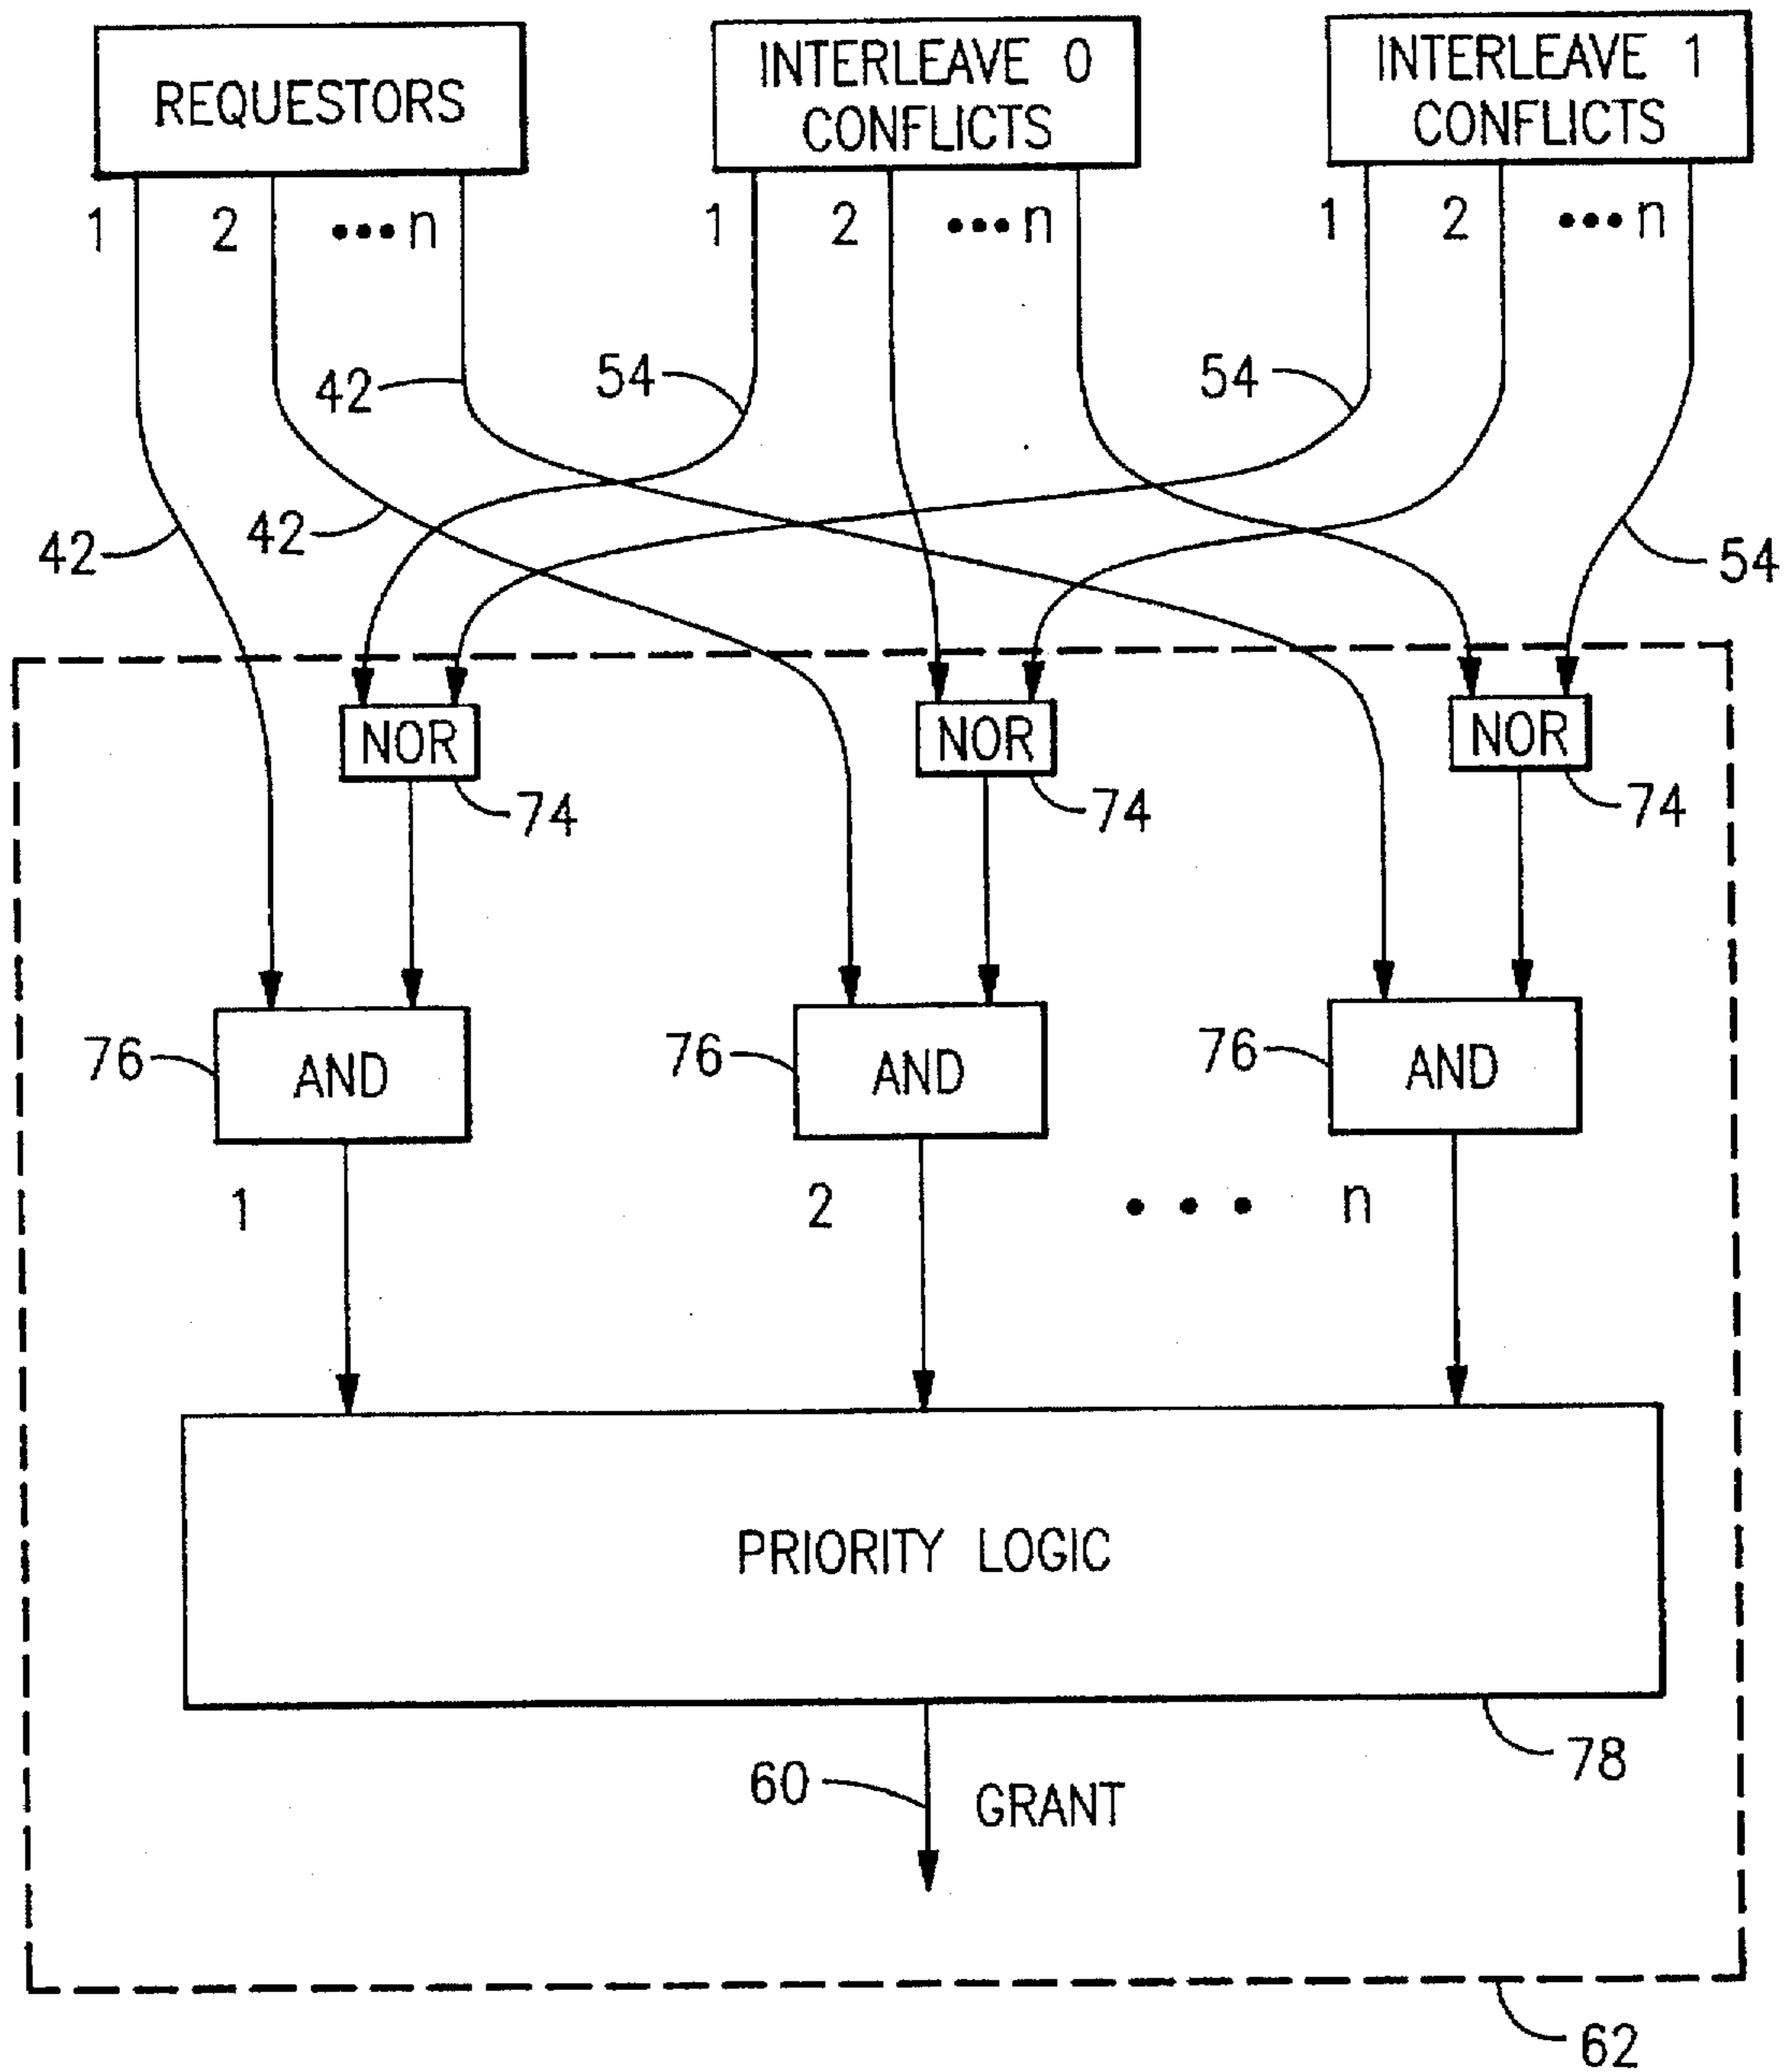 REQUESTORS
INTERLEAVE 0
CONFLICTS
INTERLEAVE 1
CONFLICTS
1 2 •••n
1 2 •••n
1 2 •••n
42
54
54
42
42
54
NOR
NOR
NOR
74
74
74
76
AND
76
AND
76
AND
1
2
• • •
n
PRIORITY LOGIC
78
60
GRANT
62